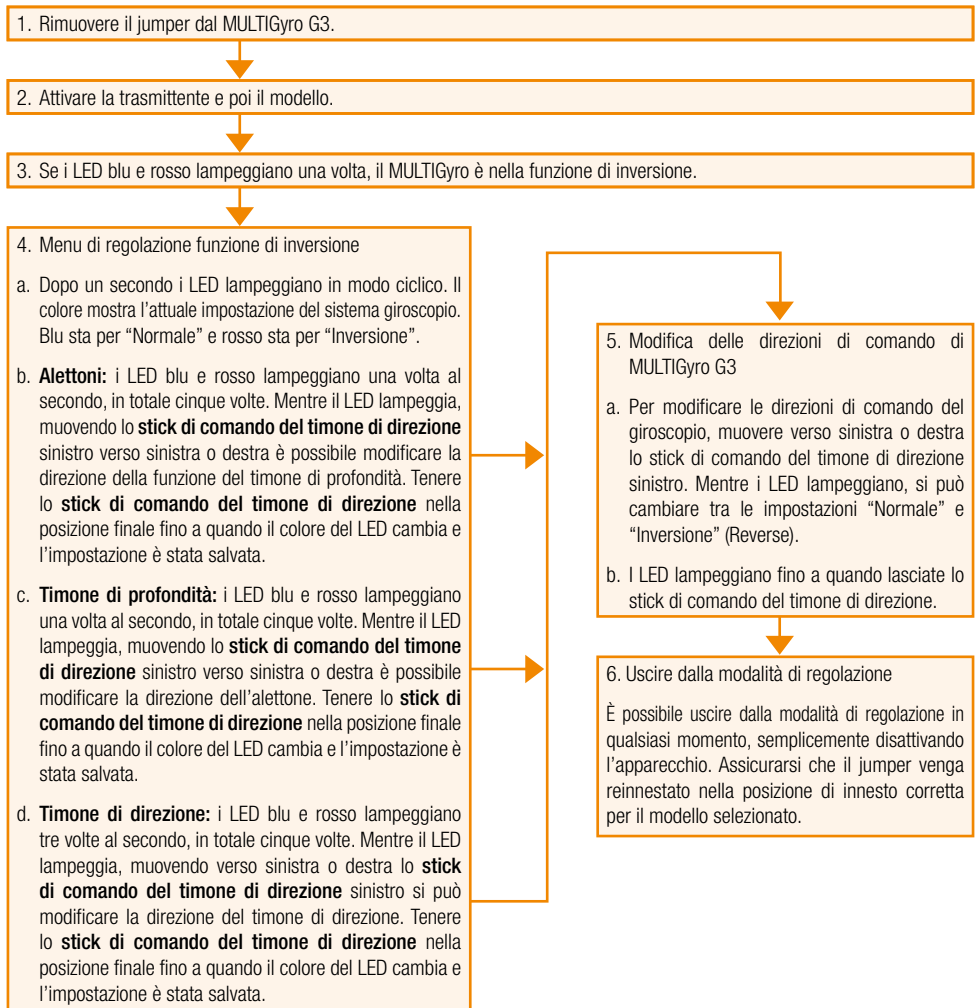 1. Rimuovere il jumper dal MULTIGyro G3.
2. Attivare la trasmittente e poi il modello.
3. Se i LED blu e rosso lampeggiano una volta, il MULTIGyro è nella funzione di inversione.
4. Menu di regolazione funzione di inversione
a. Dopo un secondo i LED lampeggiano in modo ciclico. Il
colore mostra l'attuale impostazione del sistema giroscopio.
Blu sta per “Normale” e rosso sta per “Inversione”.
b. Alettoni: i LED blu e rosso lampeggiano una volta al
secondo, in totale cinque volte. Mentre il LED lampeggia,
muovendo lo stick di comando del timone di direzione
sinistro verso sinistra o destra è possibile modificare la
direzione della funzione del timone di profondità. Tenere
lo stick di comando del timone di direzione nella
posizione finale fino a quando il colore del LED cambia e
l'impostazione è stata salvata.
c. Timone di profondità: i LED blu e rosso lampeggiano
una volta al secondo, in totale cinque volte. Mentre il LED
lampeggia, muovendo lo stick di comando del timone
di direzione sinistro verso sinistra o destra è possibile
modificare la direzione dell'alettone. Tenere lo stick di
comando del timone di direzione nella posizione finale
fino a quando il colore del LED cambia e l'impostazione è
stata salvata.
d. Timone di direzione: i LED blu e rosso lampeggiano
tre volte al secondo, in totale cinque volte. Mentre il LED
lampeggia, muovendo verso sinistra o destra lo stick
di comando del timone di direzione sinistro si può
modificare la direzione del timone di direzione. Tenere
lo stick di comando del timone di direzione nella
posizione finale fino a quando il colore del LED cambia e
l'impostazione è stata salvata.
5. Modifica delle direzioni di comando di
MULTIGyro G3
a. Per modificare le direzioni di comando del
giroscopio, muovere verso sinistra o destra
lo stick di comando del timone di direzione
sinistro. Mentre i LED lampeggiano, si può
cambiare tra le impostazioni “Normale” e
“Inversione” (Reverse).
b. I LED lampeggiano fino a quando lasciate lo
stick di comando del timone di direzione.
6. Uscire dalla modalità di regolazione
È possibile uscire dalla modalità di regolazione in
qualsiasi momento, semplicemente disattivando
l'apparecchio. Assicurarsi che il jumper venga
reinnestato nella posizione di innesto corretta
per il modello selezionato.